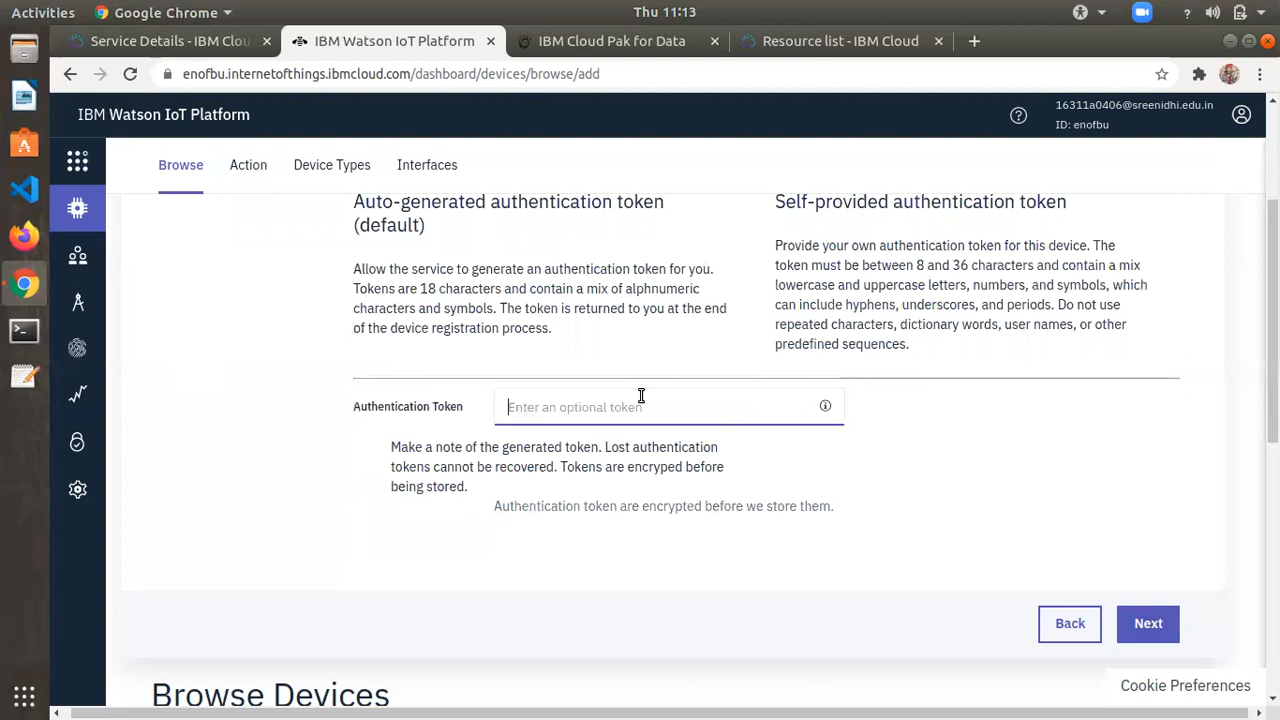 Activities
Google Chrome
Thu 11:13
Service Details - IBM Clou
IBM Watson IoT Platform
IBM Cloud Pak for Data
Resource list - IBM Cloud
enofbu.internetofthings.ibmcloud.com/dashboard/devices/browse/add
IBM Watson IoT Platform
16311a0406@sreenidhi.edu.in
ID: enofbu
Browse
Action
Device Types
Interfaces
Auto-generated authentication token
(default)
Allow the service to generate an authentication token for you.
Tokens are 18 characters and contain a mix of alphnumeric
characters and symbols. The token is returned to you at the end
of the device registration process.
Self-provided authentication token
Provide your own authentication token for this device. The
token must be between 8 and 36 characters and contain a mix
lowercase and uppercase letters, numbers, and symbols, which
can include hyphens, underscores, and periods. Do not use
repeated characters, dictionary words, user names, or other
predefined sequences.
Authentication Token
Enter an optional token
Make a note of the generated token. Lost authentication
tokens cannot be recovered. Tokens are encryped before
being stored.
Authentication token are encrypted before we store them.
Back
Next
Browse Devices
Cookie Preferences